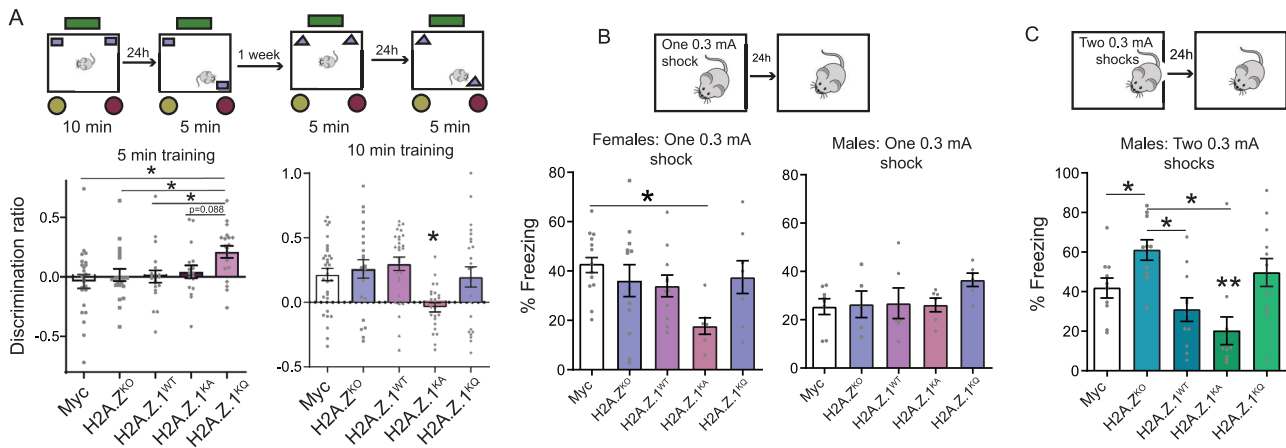 A
24h
1 week
24h
10 min
5 min
5 min
5 min
5 min training
*
*
*
p=0.088
Discrimination ratio
0.5
0.0
-0.5
Myc
H2A.Z^KO
H2A.Z.1^WT
H2A.Z.1^KA
H2A.Z.1^KQ
10 min training
*
1.0
0.5
0.0
-0.5
Myc
H2A.Z^KO
H2A.Z.1^WT
H2A.Z.1^KA
H2A.Z.1^KQ
B
One 0.3 mA
shock
24h
Females: One 0.3 mA
shock
*
% Freezing
80
60
40
20
0
Myc
H2A.Z^KO
H2A.Z.1^WT
H2A.Z.1^KA
H2A.Z.1^KQ
Males: One 0.3 mA
shock
80
60
40
20
0
Myc
H2A.Z^KO
H2A.Z.1^WT
H2A.Z.1^KA
H2A.Z.1^KQ
C
Two 0.3 mA
shocks
24h
Males: Two 0.3 mA
shocks
*
*
*
**
% Freezing
100
80
60
40
20
0
Myc
H2A.Z^KO
H2A.Z.1^WT
H2A.Z.1^KA
H2A.Z.1^KQ